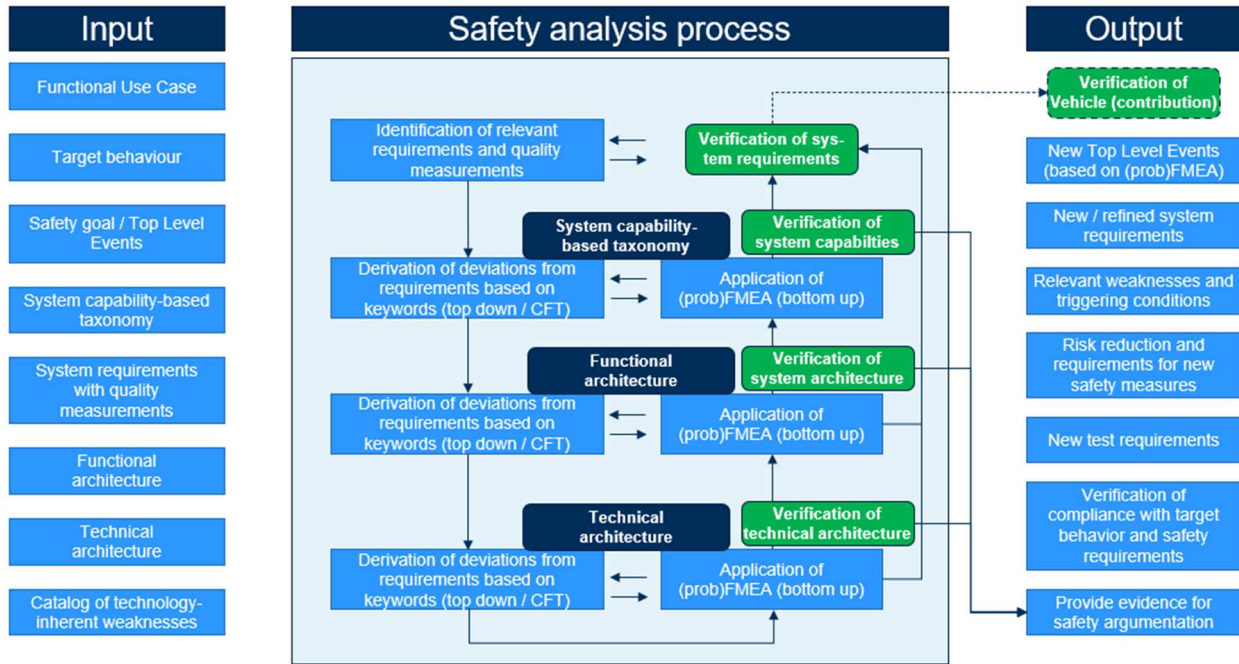 Input
Functional Use Case
Target behaviour
Safety goal / Top Level
Events
System capability-based
taxonomy
System requirements
with quality
measurements
Functional
architecture
Technical
architecture
Catalog of technology-
inherent weaknesses
Safety analysis process
Identification of relevant
requirements and quality
measurements
Verification of sys-
tem requirements
System capability-
based taxonomy
Verification of
system capabilties
Derivation of deviations from
requirements based on
keywords (top down / CFT)
Application of
(prob)FMEA (bottom up)
Functional
architecture
Verification of
system architecture
Derivation of deviations from
requirements based on
keywords (top down / CFT)
Application of
(prob)FMEA (bottom up)
Technical
architecture
Verification of
technical architecture
Derivation of deviations from
requirements based on
keywords (top down / CFT)
Application of
(prob)FMEA (bottom up)
Output
Verification of
Vehicle (contribution)
New Top Level Events
(based on (prob)FMEA)
New / refined system
requirements
Relevant weaknesses and
triggering conditions
Risk reduction and
requirements for new
safety measures
New test requirements
Verification of
compliance with target
behavior and safety
requirements
Provide evidence for
safety argumentation